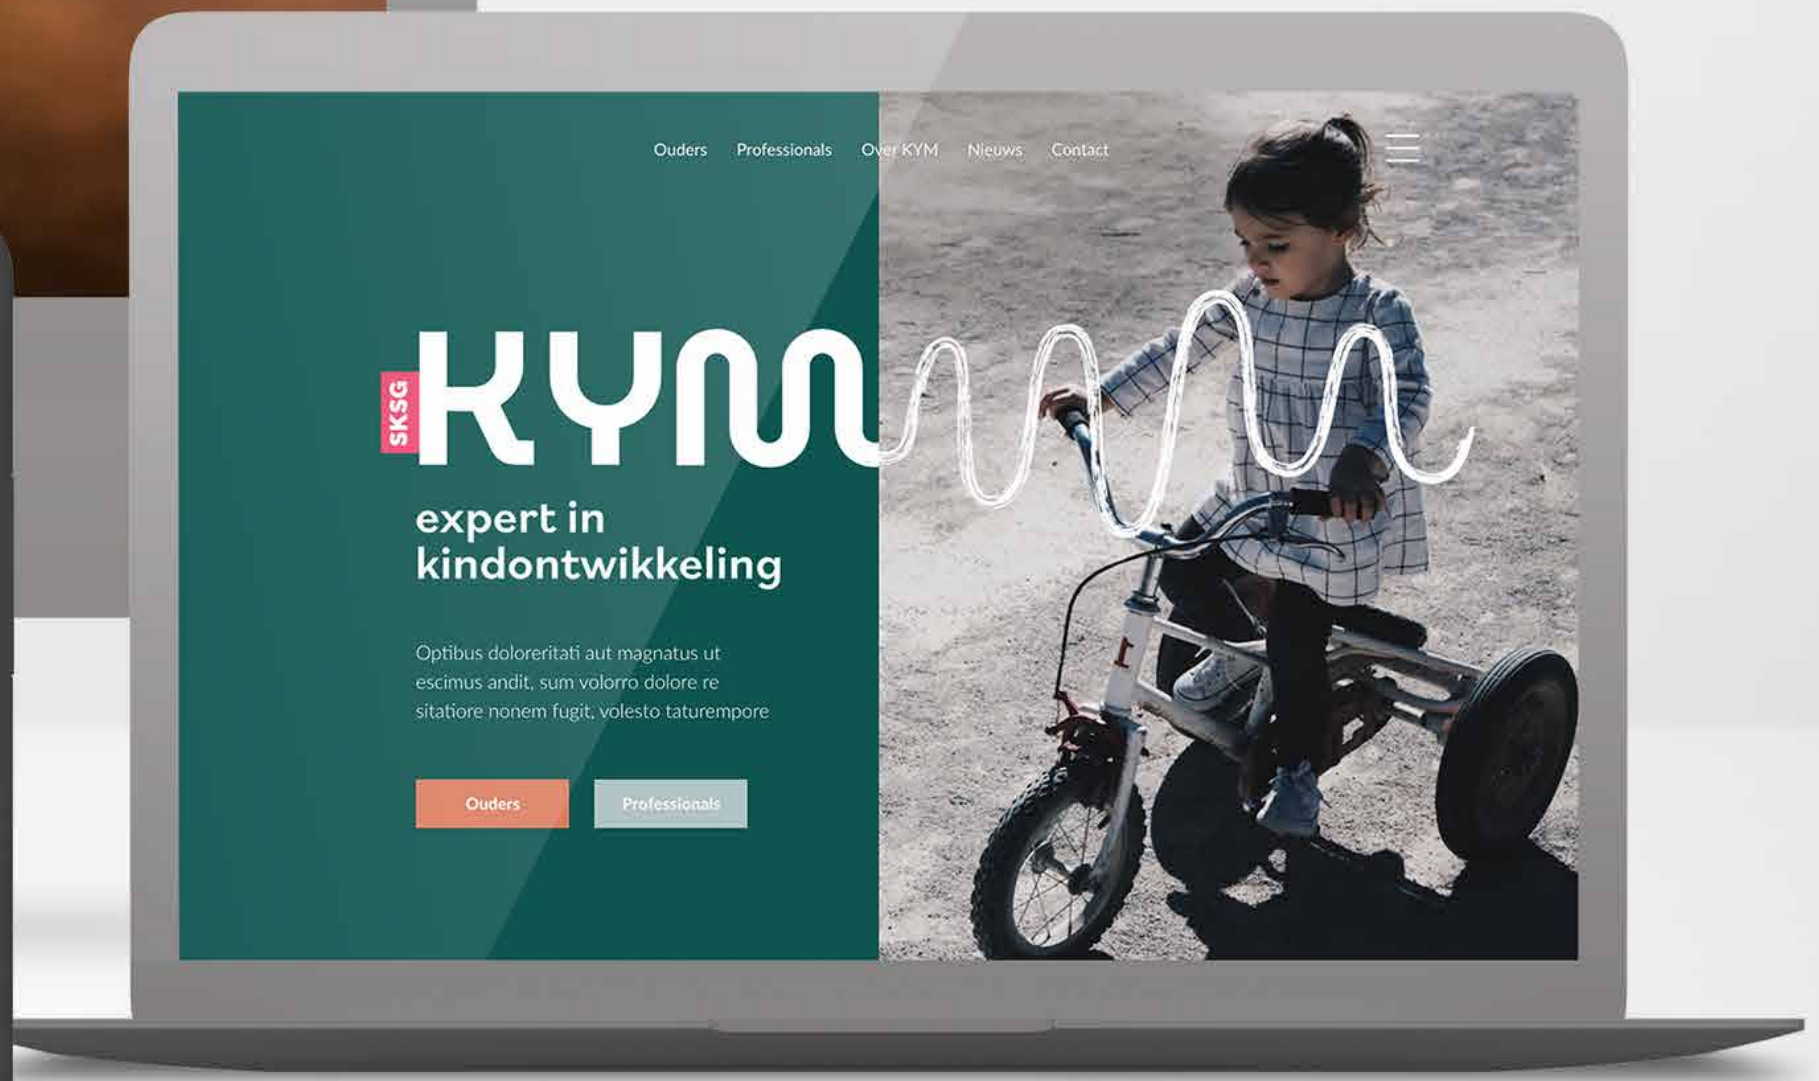 Ouders Professionals Over KYM Nieuws Contact
SKSG
KYM
expert in
kindontwikkeling
Optibus doloreritati aut magnatus ut
escimus andit, sum volorro dolore re
sitatiore nonem fugit, volesto taturempore
Ouders Professionals
1